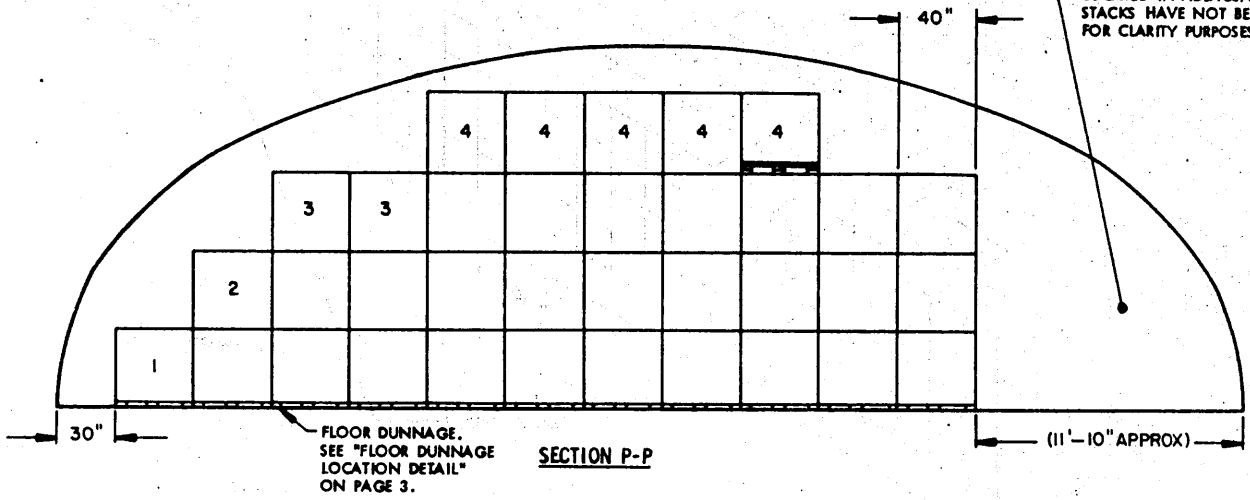 STACKS HAVE NOT BE
FOR CLARITY PURPOSES
40"
4 4 4 4 4
3 3
2
1
30"
FLOOR DUNNAGE.
SEE "FLOOR DUNNAGE
LOCATION DETAIL"
ON PAGE 3.
SECTION P-P
(11'-10" APPROX)